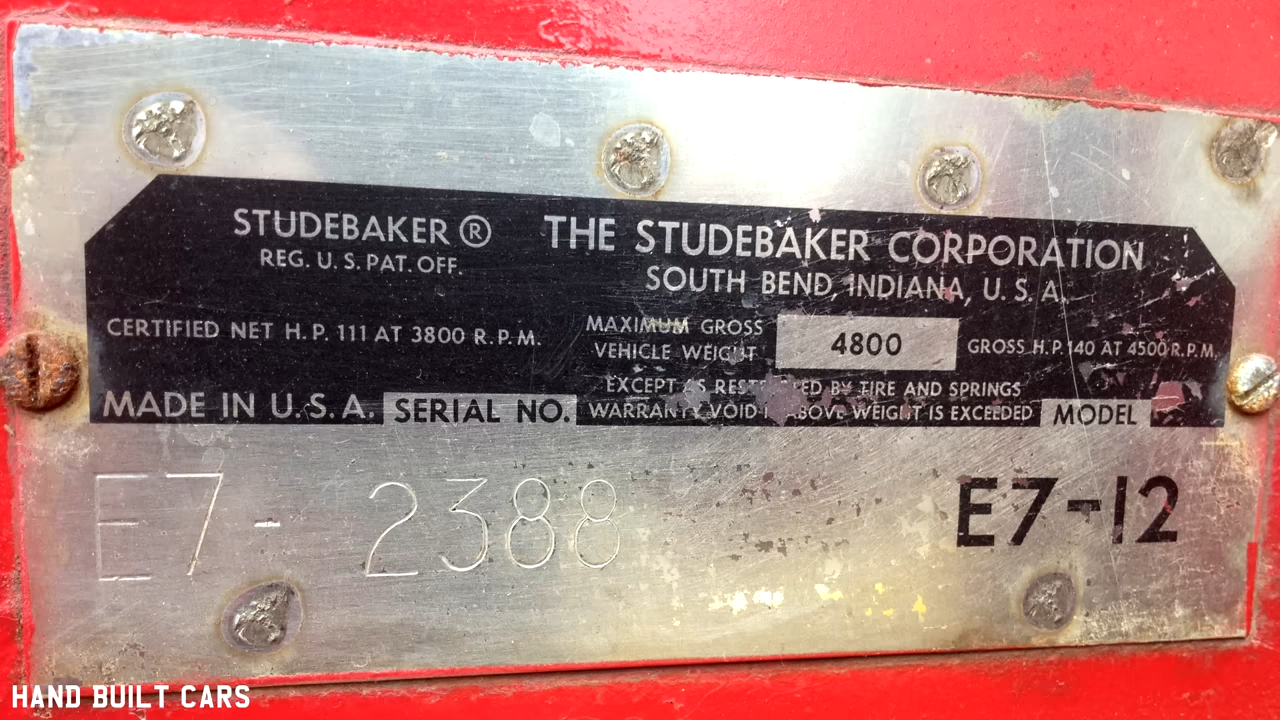 STUDEBAKER ®
REG. U. S. PAT. OFF.
THE STUDEBAKER CORPORATION
SOUTH BEND, INDIANA, U. S. A.
CERTIFIED NET H.P. 111 AT 3800 R.P.M.
MAXIMUM GROSS
VEHICLE WEIGHT
4800
GROSS H.P. 140 AT 4500 R.P.M.
EXCEPT AS RESTRICTED BY TIRE AND SPRINGS
MADE IN U.S.A. SERIAL NO. WARRANTY VOID IF ABOVE WEIGHT IS EXCEEDED MODEL
E7- 2388 E7-12
HAND BUILT CARS